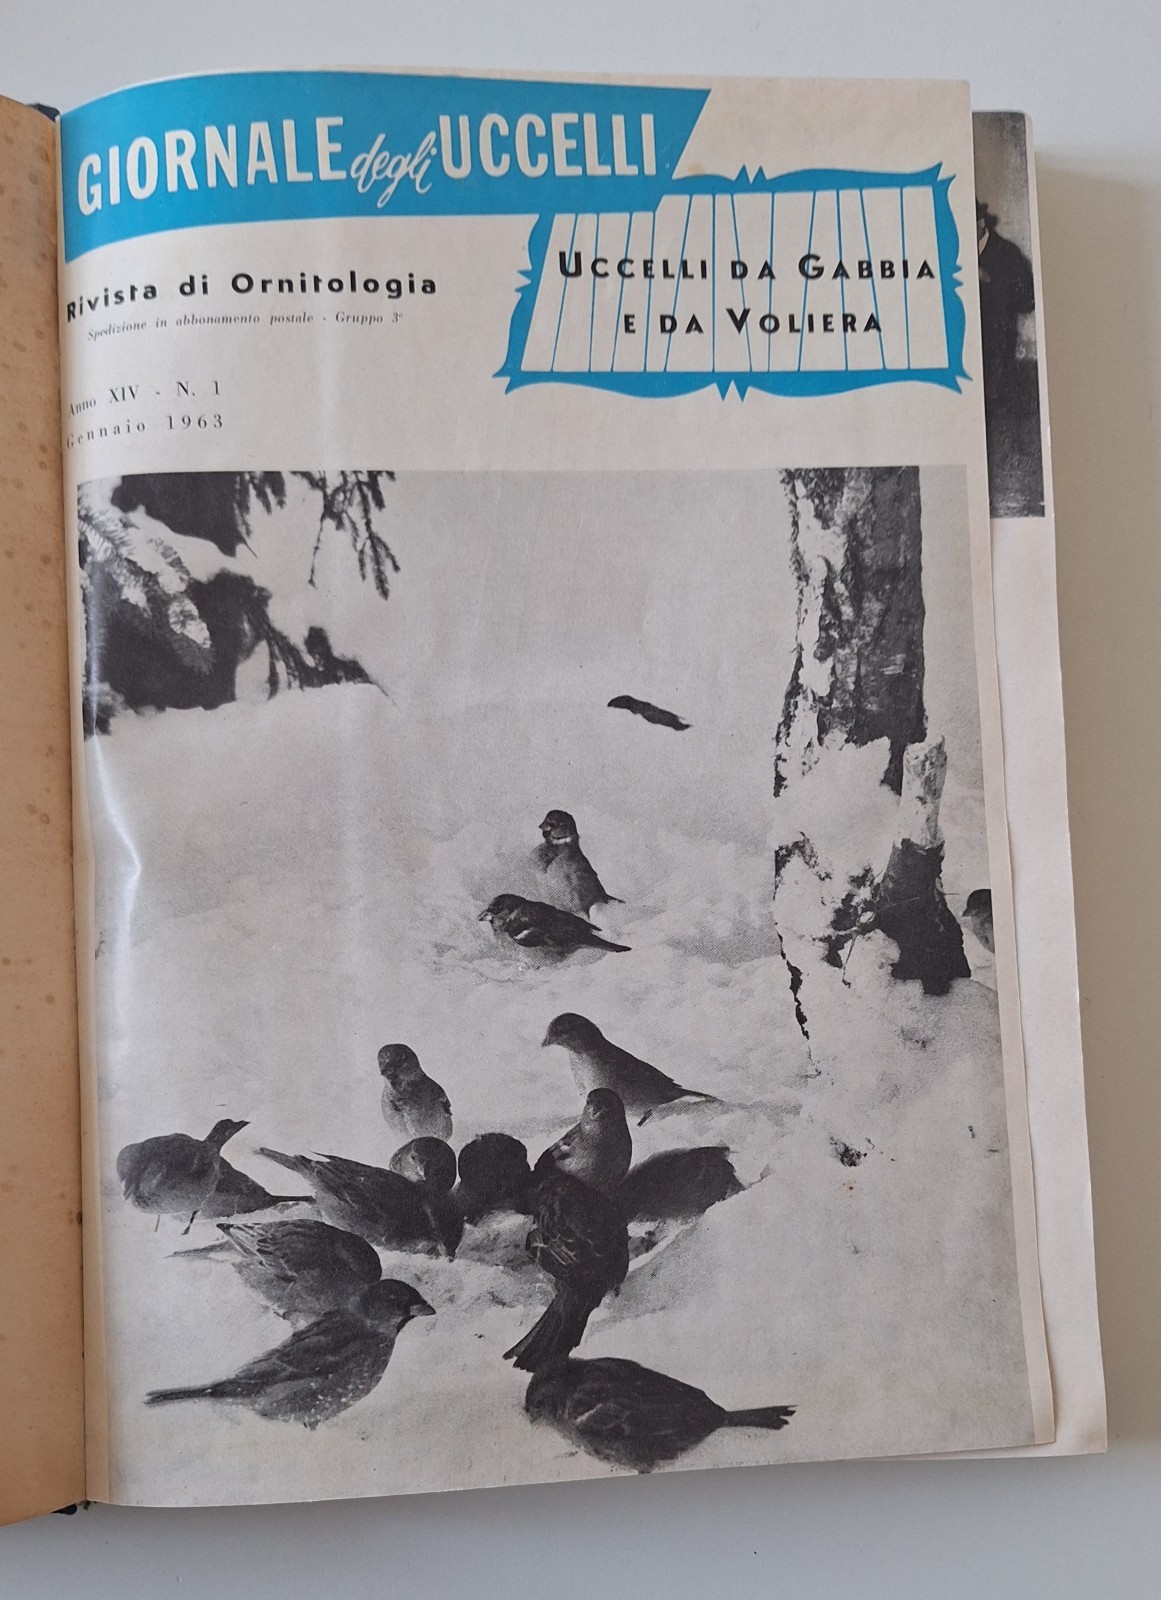 GIORNALE degli UCCELLI
UCCELLI DA GABBIA
E DA VOLIERA
Rivista di Ornitologia
Spedizione in abbonamento postale - Gruppo 3°
Anno XIV - N. 1
Gennaio 1963